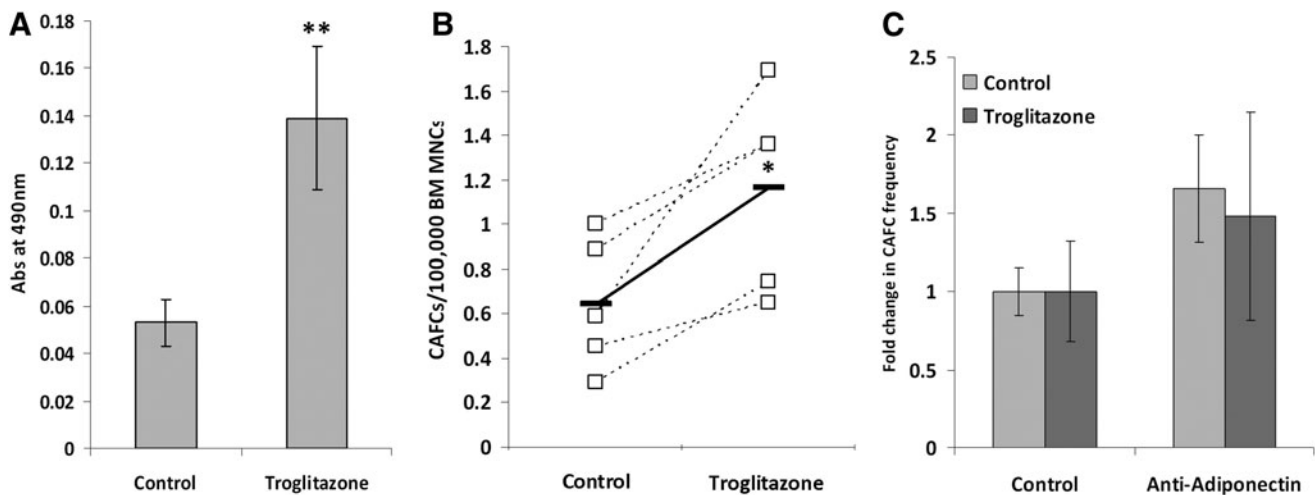 A
Abs at 490nm
0.18
0.16
0.14
0.12
0.1
0.08
0.06
0.04
0.02
0
**
Control Troglitazone
B
CAFCs/100,000 BM MNCs
1.8
1.6
1.4
1.2
1
0.8
0.6
0.4
0.2
0
*
Control Troglitazone
C
Fold change in CAFC frequency
2.5
2
1.5
1
0.5
0
Control
Troglitazone
Control Anti-Adiponectin